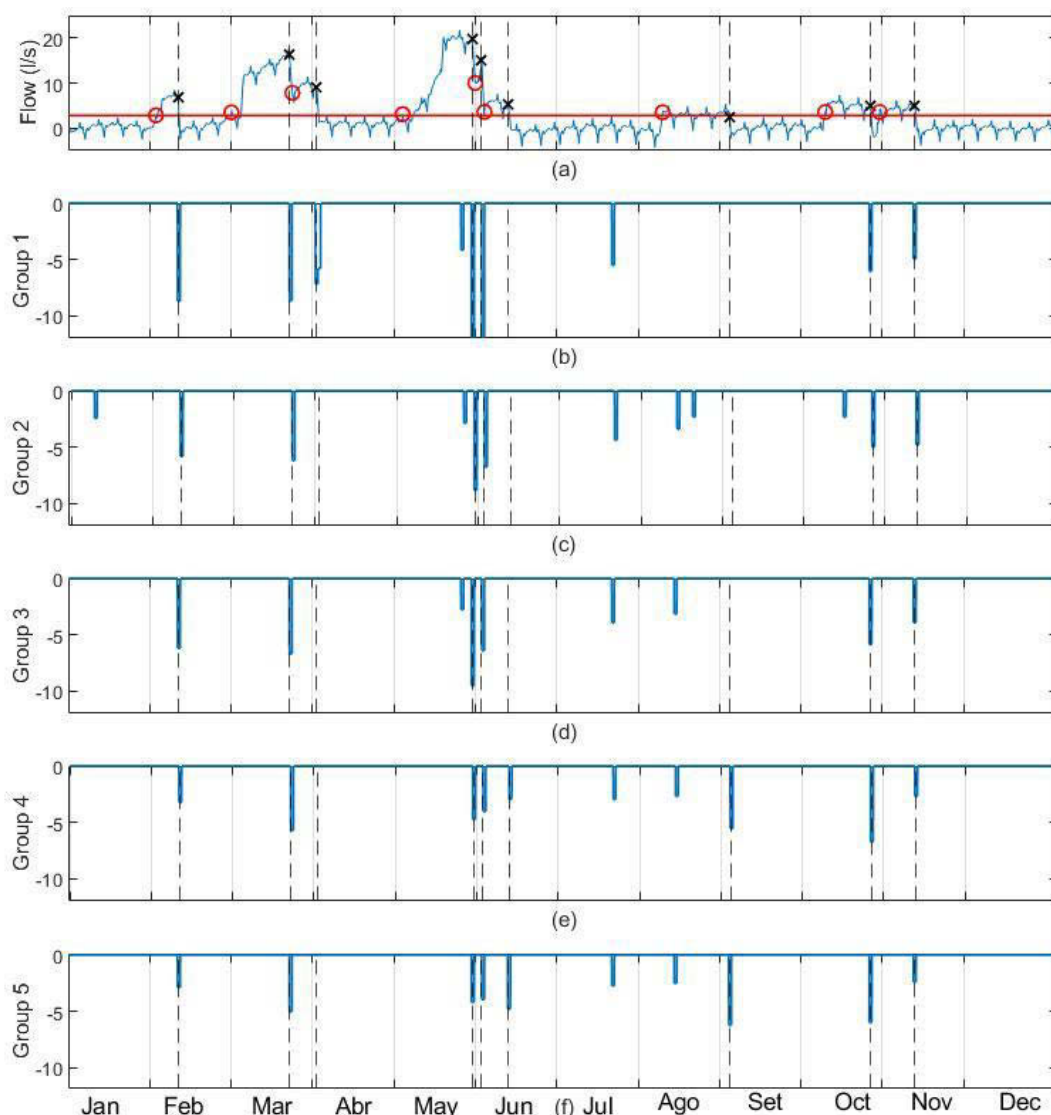 Flow (l/s)
20
10
0
(a)
Group 1
0
-5
-10
(b)
Group 2
0
-5
-10
(c)
Group 3
0
-5
-10
(d)
Group 4
0
-5
-10
(e)
Group 5
0
-5
-10
Jan Feb Mar Abr May Jun (f) Jul Ago Set Oct Nov Dec